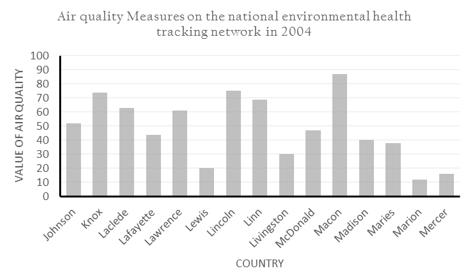 Air quality Measures on the national environmental health
tracking network in 2004
VALUE OF AIR QUALITY
100
90
80
70
60
50
40
30
20
10
0
Johnson
Knox
Laclede
Lafayette
Lawrence
Lewis
Lincoln
Linn
Livingston
McDonald
Macon
Madison
Maries
Marion
Mercer
COUNTRY